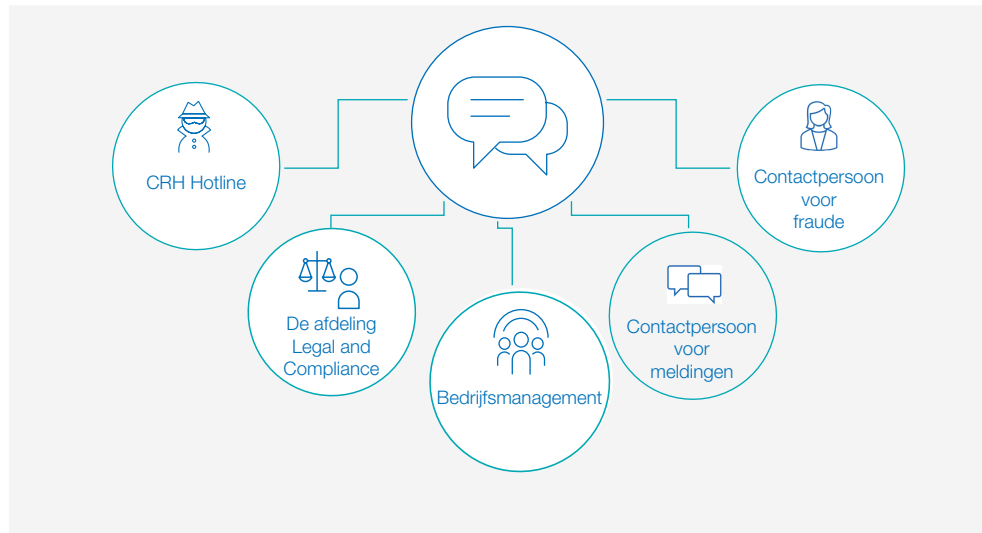 CRH Hotline
De afdeling
Legal and
Compliance
Bedrijfsmanagement
Contactpersoon
voor
meldingen
Contactpersoon
voor
fraude